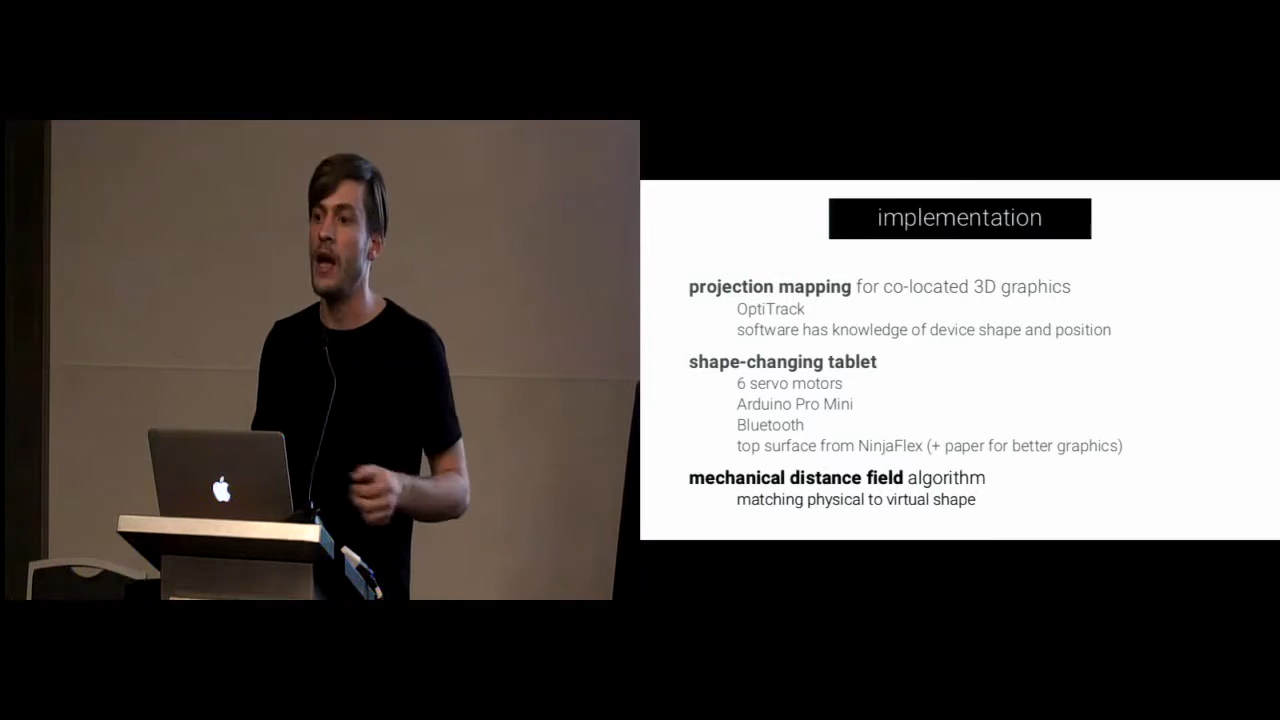 implementation
projection mapping for co-located 3D graphics
OptiTrack
software has knowledge of device shape and position
shape-changing tablet
6 servo motors
Arduino Pro Mini
Bluetooth
top surface from NinjaFlex (+ paper for better graphics)
mechanical distance field algorithm
matching physical to virtual shape